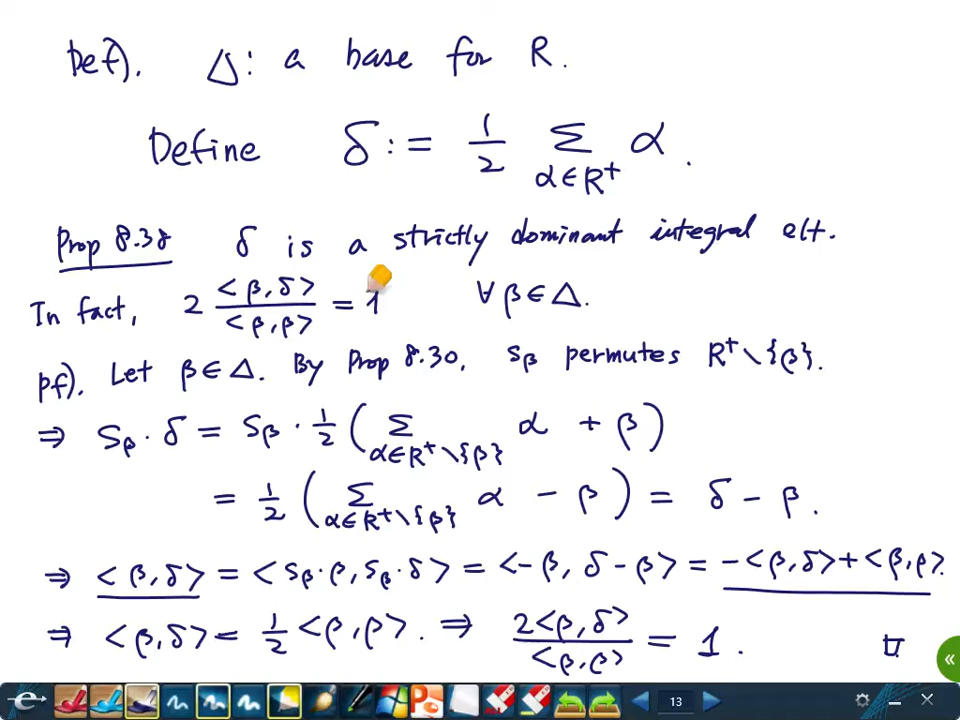 Def). Δ: a base for R.
Define δ := 1/2 Σ_{α∈R⁺} α.
Prop 8.38 δ is a strictly dominant integral elt.
In fact, 2 <β,δ>/<β,β> = 1 ∀β∈Δ.
pf). Let β∈Δ. By Prop 8.30, s_β permutes R⁺∖{β}.
⇒ s_β·δ = s_β·1/2 ( Σ_{α∈R⁺∖{β}} α + β )
= 1/2 ( Σ_{α∈R⁺∖{β}} α − β ) = δ − β.
⇒ <β,δ> = <s_β·β, s_β·δ> = <−β, δ−β> = −<β,δ>+<β,β>.
⇒ <β,δ> = 1/2 <β,β>. ⇒ 2<β,δ>/<β,β> = 1. □
13